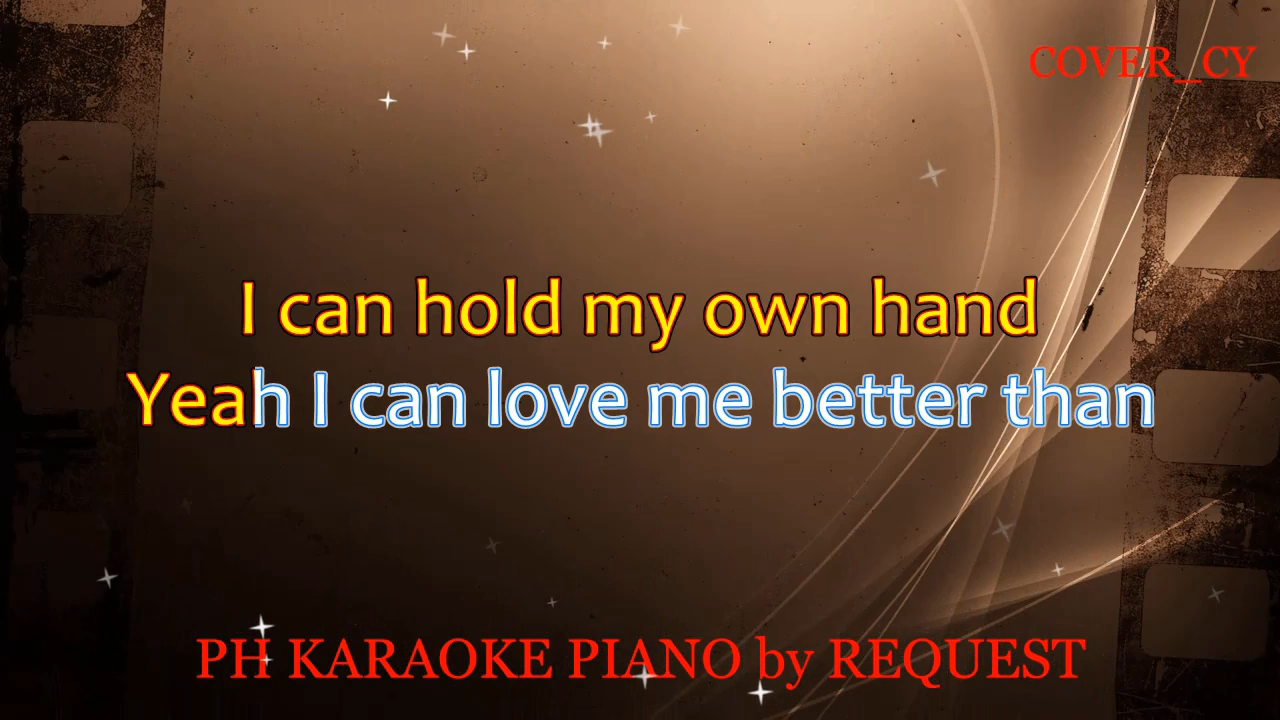 COVER_CY
I can hold my own hand
Yeah I can love me better than
PH KARAOKE PIANO by REQUEST